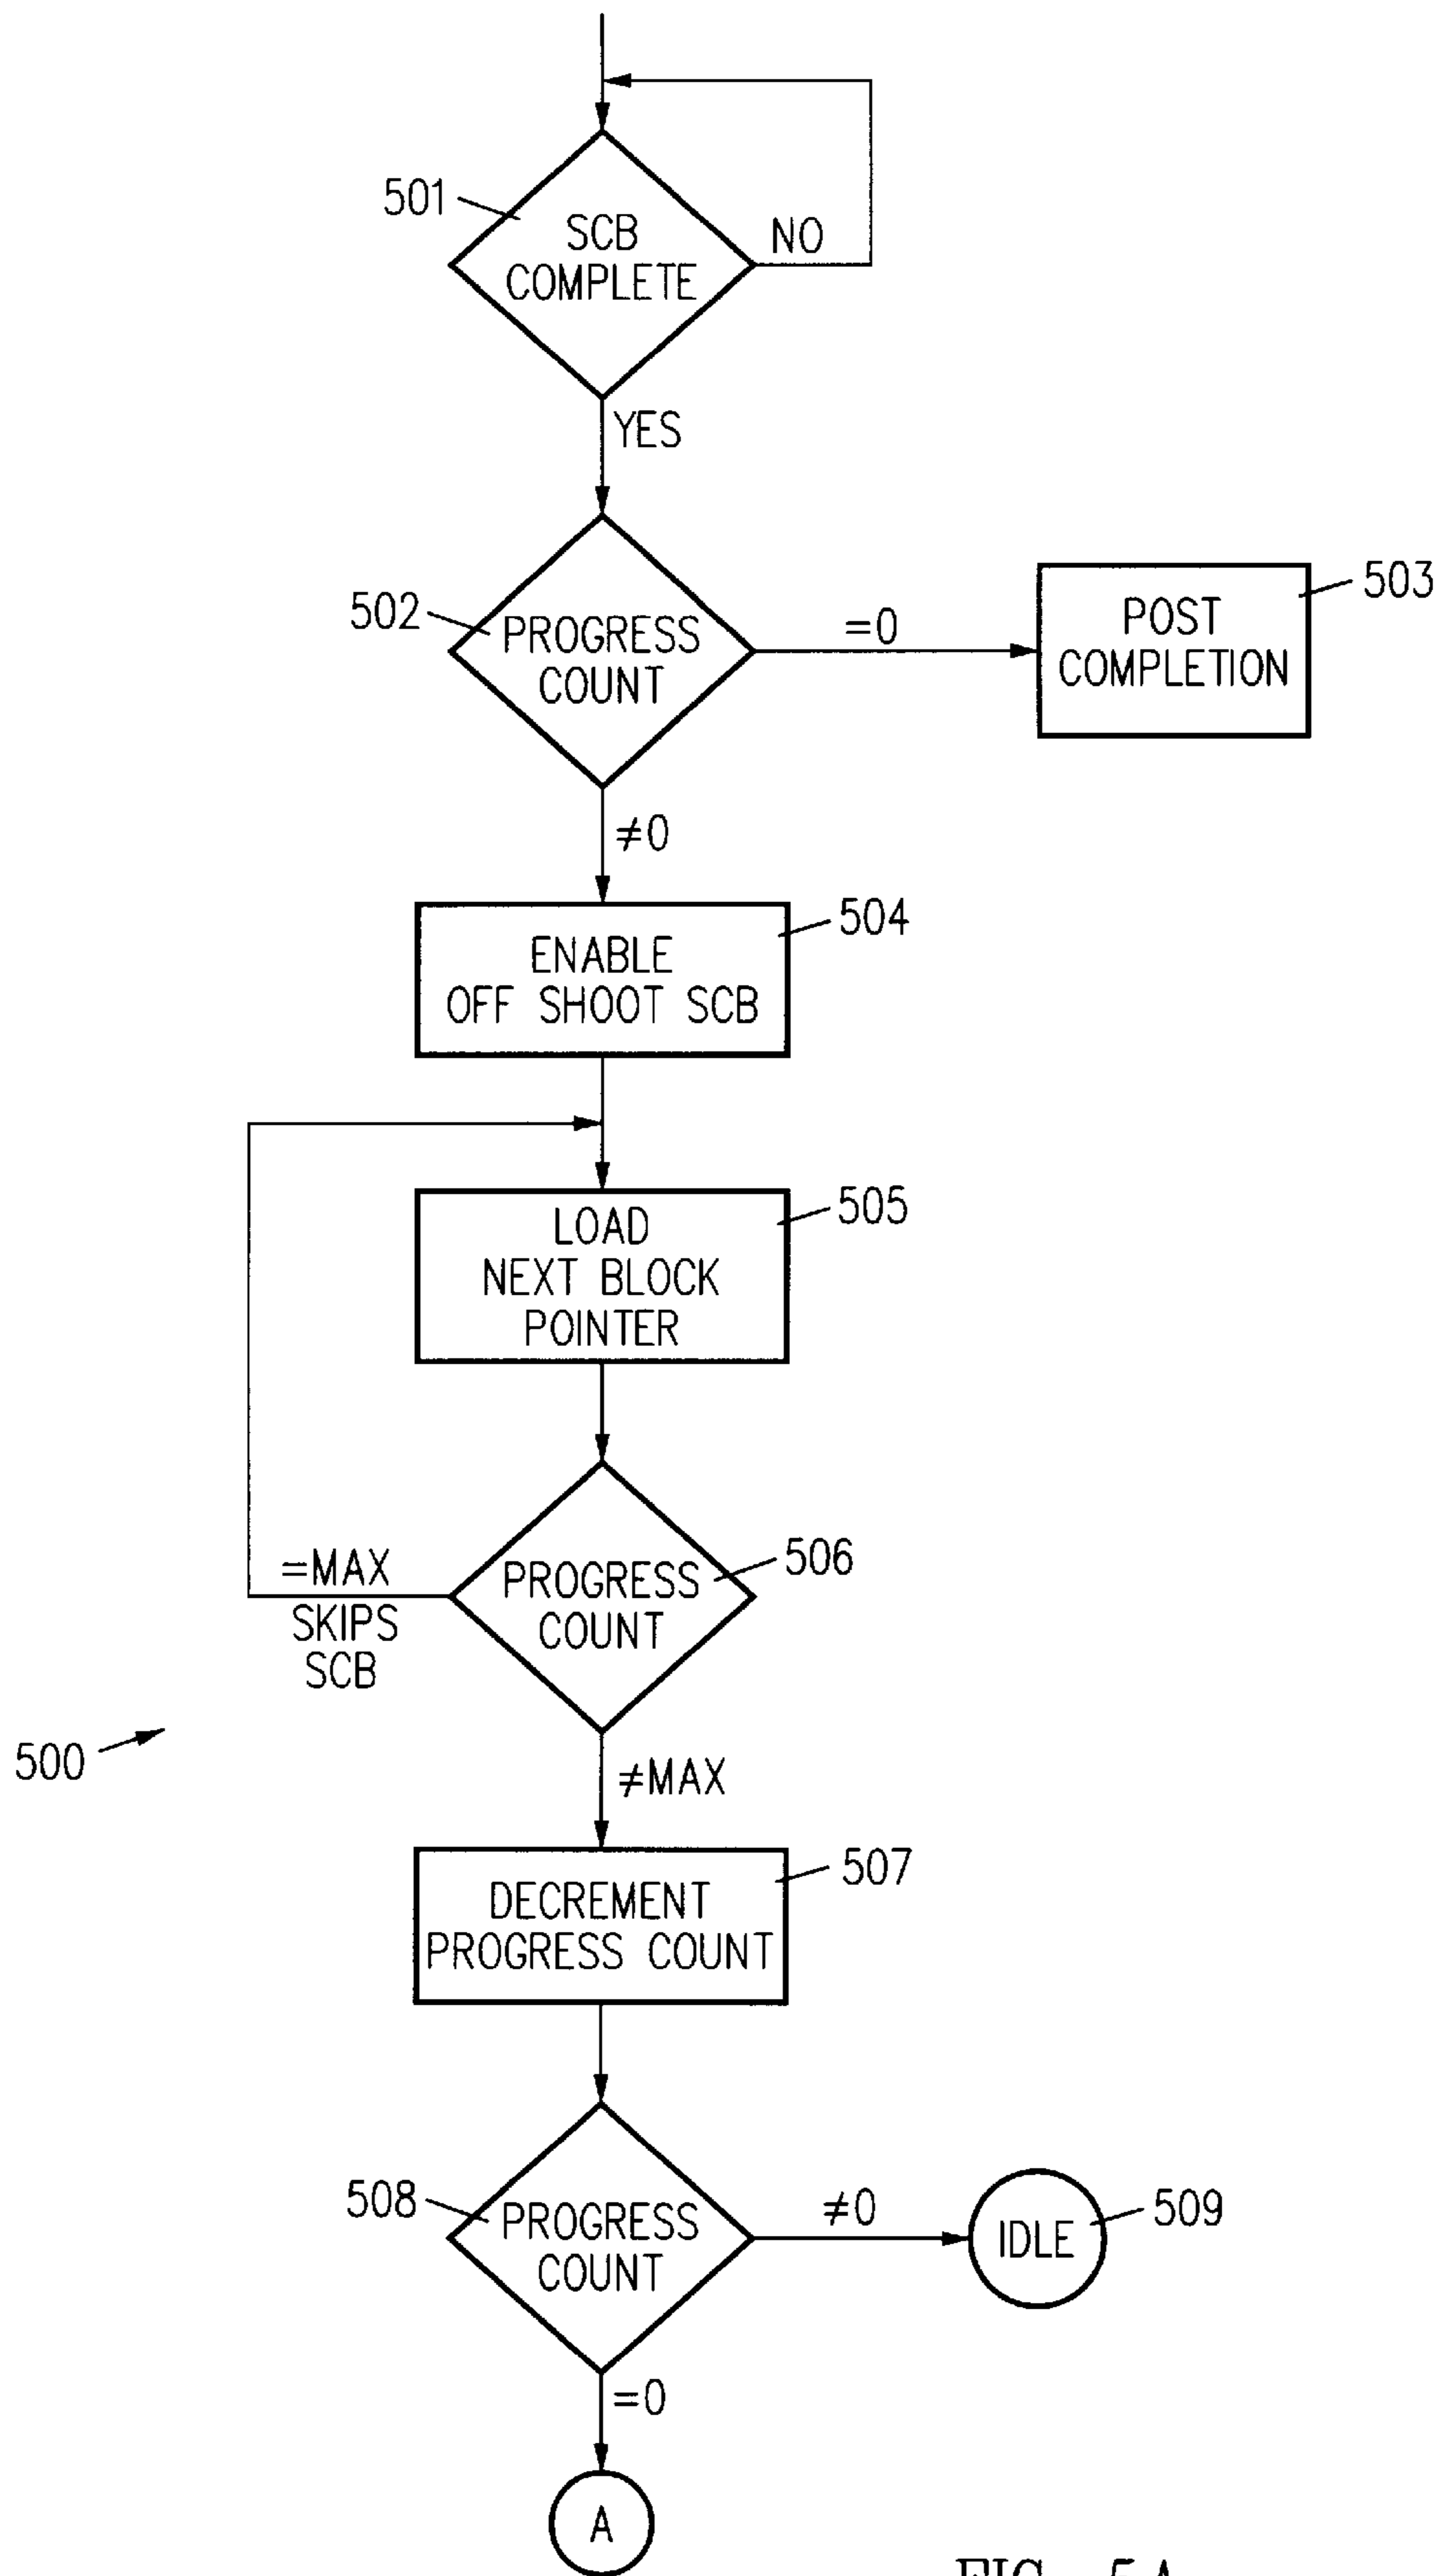 501
SCB
COMPLETE
NO
YES
502
PROGRESS
COUNT
=0
503
POST
COMPLETION
≠0
504
ENABLE
OFF SHOOT SCB
505
LOAD
NEXT BLOCK
POINTER
506
PROGRESS
COUNT
=MAX
SKIPS
SCB
500
≠MAX
507
DECREMENT
PROGRESS COUNT
508
PROGRESS
COUNT
≠0
IDLE
509
=0
A
FIG. 5A